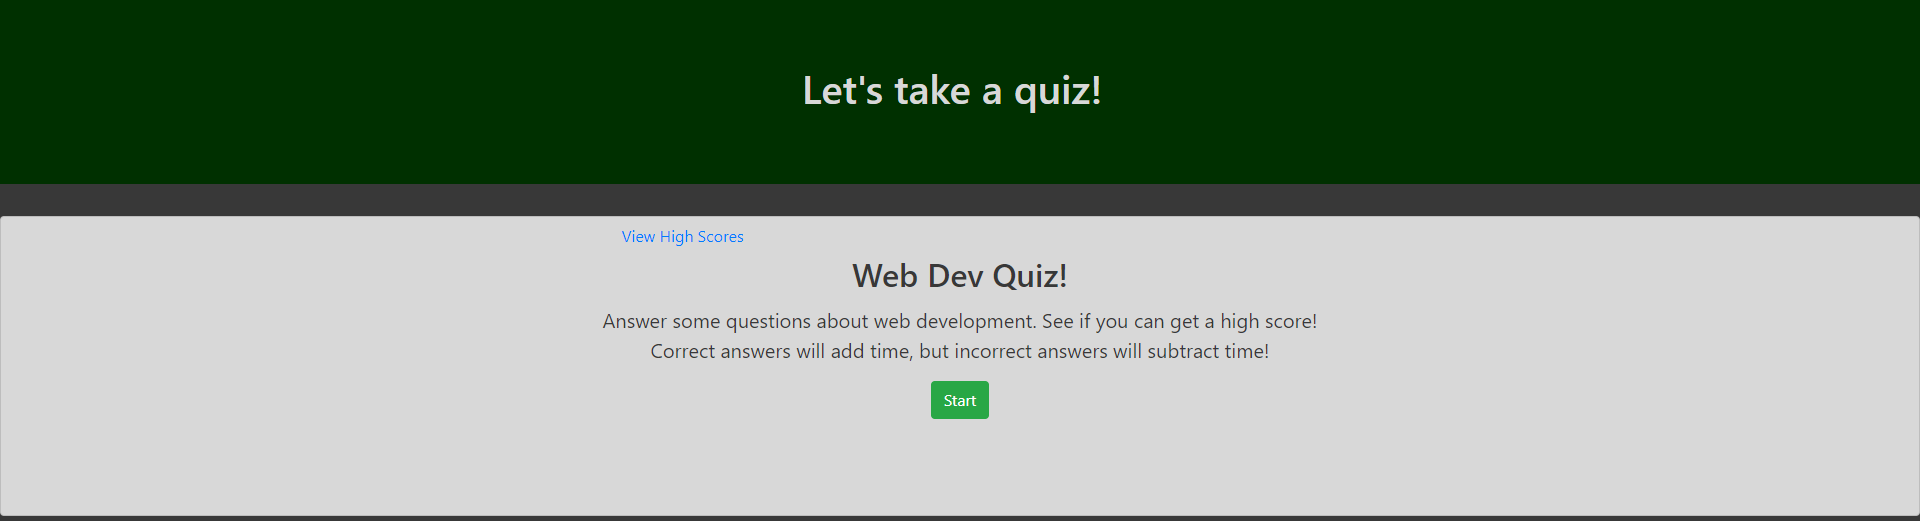 Let's take a quiz!
View High Scores
Web Dev Quiz!
Answer some questions about web development. See if you can get a high score!
Correct answers will add time, but incorrect answers will subtract time!
Start